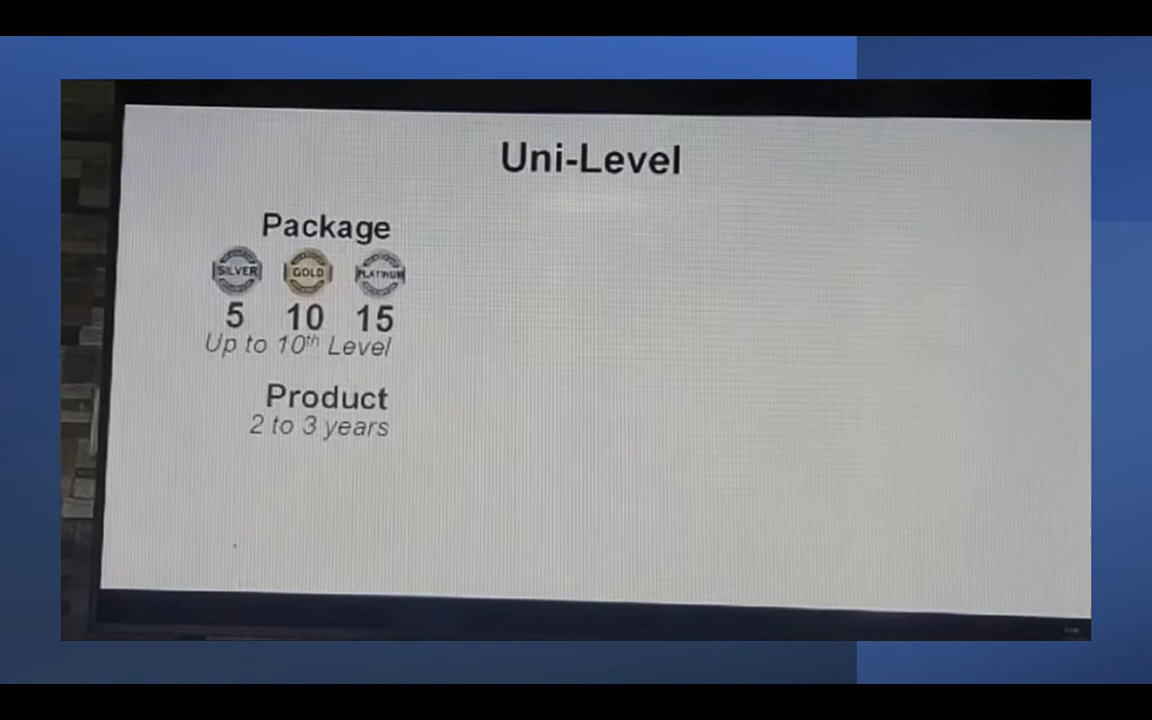 Uni-Level
Package
SILVER GOLD PLATINUM
5 10 15
Up to 10th Level
Product
2 to 3 years